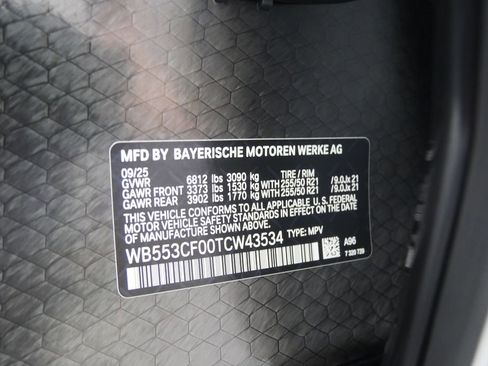 MFD BY BAYERISCHE MOTOREN WERKE AG
09/25
GVWR 6812 lbs 3090 kg TIRE / RIM
GAWR FRONT 3373 lbs 1530 kg WITH 255/50 R21 / 9.0Jx 21
GAWR REAR 3902 lbs 1770 kg WITH 255/50 R21 / 9.0Jx 21
THIS VEHICLE CONFORMS TO ALL APPLICABLE FEDERAL
MOTOR VEHICLE SAFETY STANDARDS IN EFFECT ON THE
DATE OF MANUFACTURE SHOWN ABOVE.
WB553CF00TCW43534 TYPE: MPV A96
7 320 729